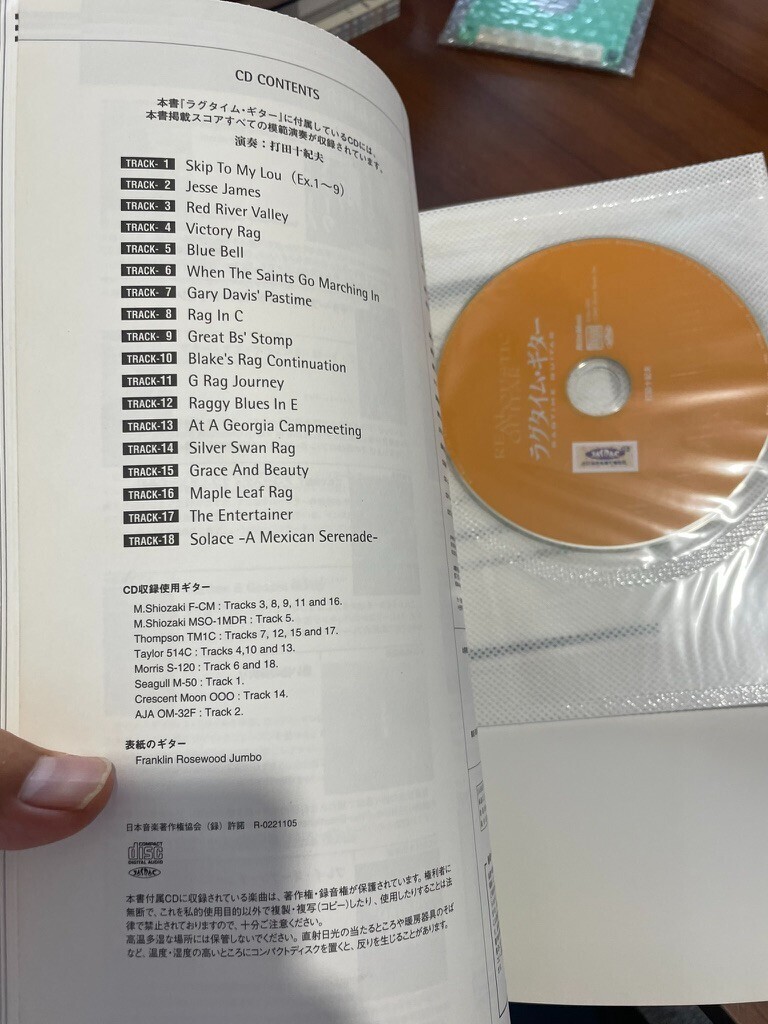 CD CONTENTS
本書『ラグタイム・ギター』に付属しているCDには、
本書掲載スコアすべての模範演奏が収録されています。
演奏：打田十紀夫
TRACK- 1 Skip To My Lou（Ex.1〜9）
TRACK- 2 Jesse James
TRACK- 3 Red River Valley
TRACK- 4 Victory Rag
TRACK- 5 Blue Bell
TRACK- 6 When The Saints Go Marching In
TRACK- 7 Gary Davis' Pastime
TRACK- 8 Rag In C
TRACK- 9 Great Bs' Stomp
TRACK-10 Blake's Rag Continuation
TRACK-11 G Rag Journey
TRACK-12 Raggy Blues In E
TRACK-13 At A Georgia Campmeeting
TRACK-14 Silver Swan Rag
TRACK-15 Grace And Beauty
TRACK-16 Maple Leaf Rag
TRACK-17 The Entertainer
TRACK-18 Solace -A Mexican Serenade-
CD収録使用ギター
M.Shiozaki F-CM : Tracks 3, 8, 9, 11 and 16.
M.Shiozaki MSO-1MDR : Track 5.
Thompson TM1C : Tracks 7, 12, 15 and 17.
Taylor 514C : Tracks 4,10 and 13.
Morris S-120 : Track 6 and 18.
Seagull M-50 : Track 1.
Crescent Moon OOO : Track 14.
AJA OM-32F : Track 2.
表紙のギター
Franklin Rosewood Jumbo
日本音楽著作権協会（録）許諾 R-0221105
COMPACT
disc
DIGITAL AUDIO
JASRAC
本書付属CDに収録されている楽曲は、著作権・録音権が保護されています。権利者に
無断で、これを私的使用目的以外で複製・複写（コピー）したり、使用したりすることは法
律で禁止されておりますので、十分ご注意ください。
高温多湿な場所には保管しないでください。直射日光の当たるところや暖房器具のそば
など、温度・湿度の高いところにコンパクトディスクを置くと、反りを生じることがあります。
ラグタイム・ギター
RAGTIME GUITAR
打田十紀夫
JASRAC